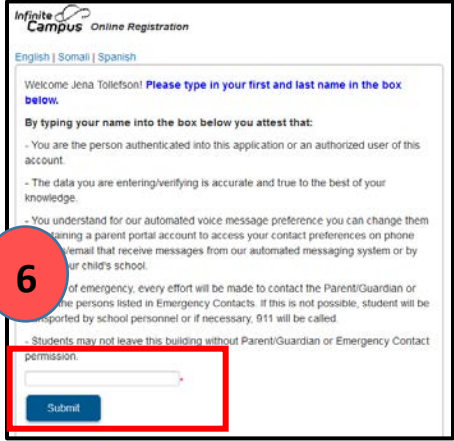 Infinite
Campus Online Registration
English | Somali | Spanish
Welcome Jena Tollefson! Please type in your first and last name in the box
below.
By typing your name into the box below you attest that:
- You are the person authenticated into this application or an authorized user of this
account.
- The data you are entering/verifying is accurate and true to the best of your
knowledge.
- You understand for our automated voice message preference you can change them
taining a parent portal account to access your contact preferences on phone
/email that receive messages from our automated messaging system or by
ur child's school.
6
of emergency, every effort will be made to contact the Parent/Guardian or
he persons listed in Emergency Contacts. If this is not possible, student will be
nsported by school personnel or if necessary, 911 will be called.
- Students may not leave this building without Parent/Guardian or Emergency Contact
permission.
*
Submit